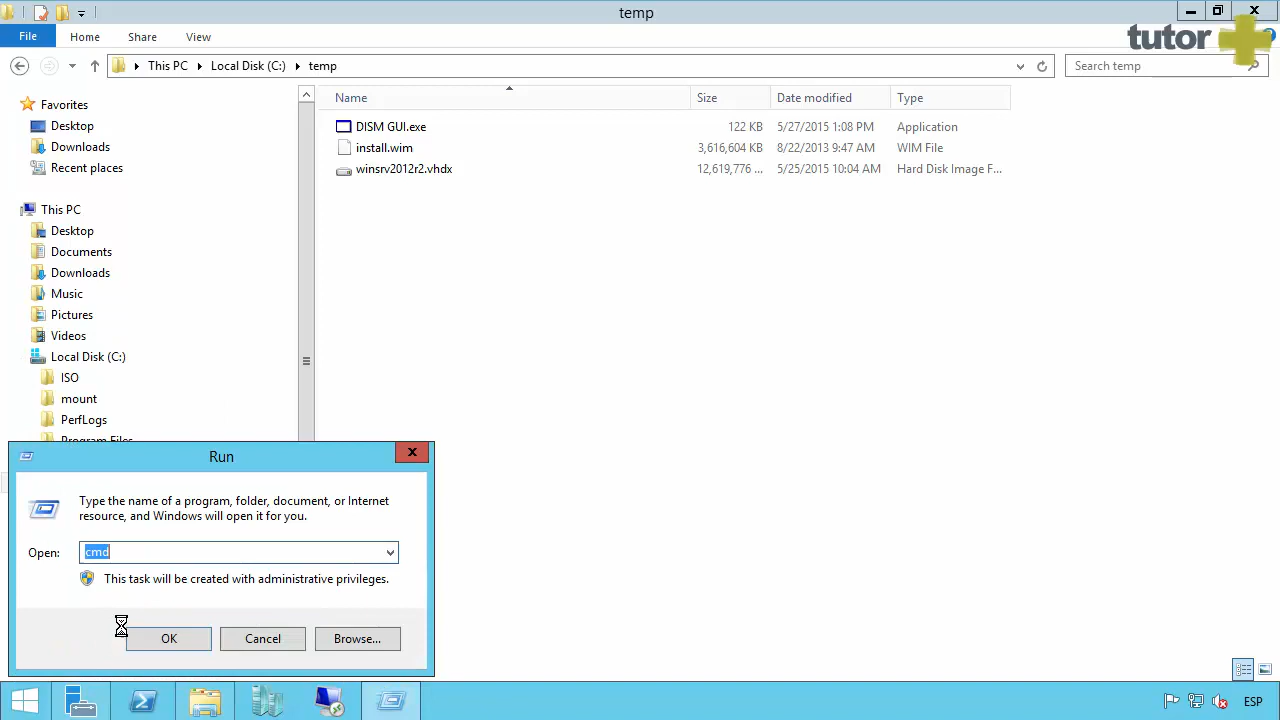 temp
File Home Share View
tutor
This PC Local Disk (C:) temp
Search temp
Name Size Date modified Type
DISM GUI.exe 122 KB 5/27/2015 1:08 PM Application
install.wim 3,616,604 KB 8/22/2013 9:47 AM WIM File
winsrv2012r2.vhdx 12,619,776 ... 5/25/2015 10:04 AM Hard Disk Image F...
Favorites
Desktop
Downloads
Recent places
This PC
Desktop
Documents
Downloads
Music
Pictures
Videos
Local Disk (C:)
ISO
mount
PerfLogs
Program Files
Run
Type the name of a program, folder, document, or Internet
resource, and Windows will open it for you.
Open: cmd
This task will be created with administrative privileges.
OK Cancel Browse...
ESP